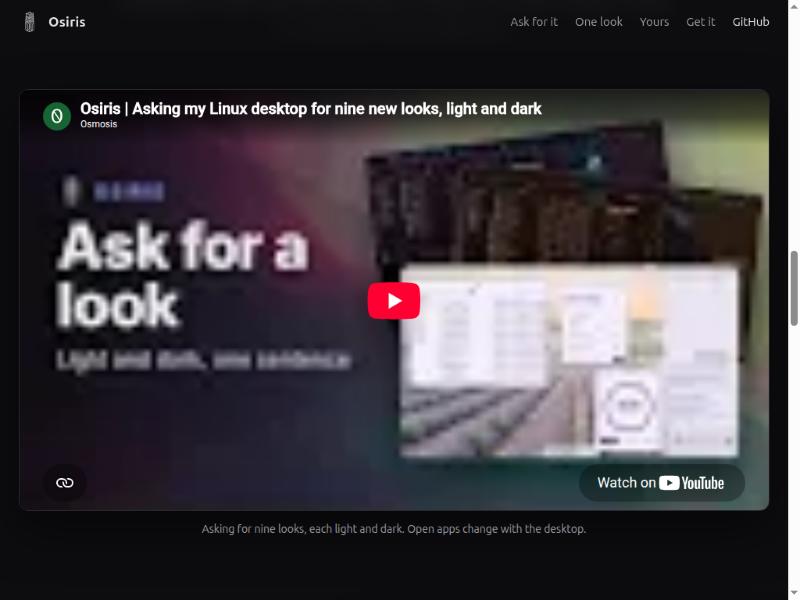 Osiris
Ask for it
One look
Yours
Get it
GitHub
Osiris | Asking my Linux desktop for nine new looks, light and dark
Osmosis
Ask for a
look
Light and dark, one sentence
Watch on YouTube
Asking for nine looks, each light and dark. Open apps change with the desktop.